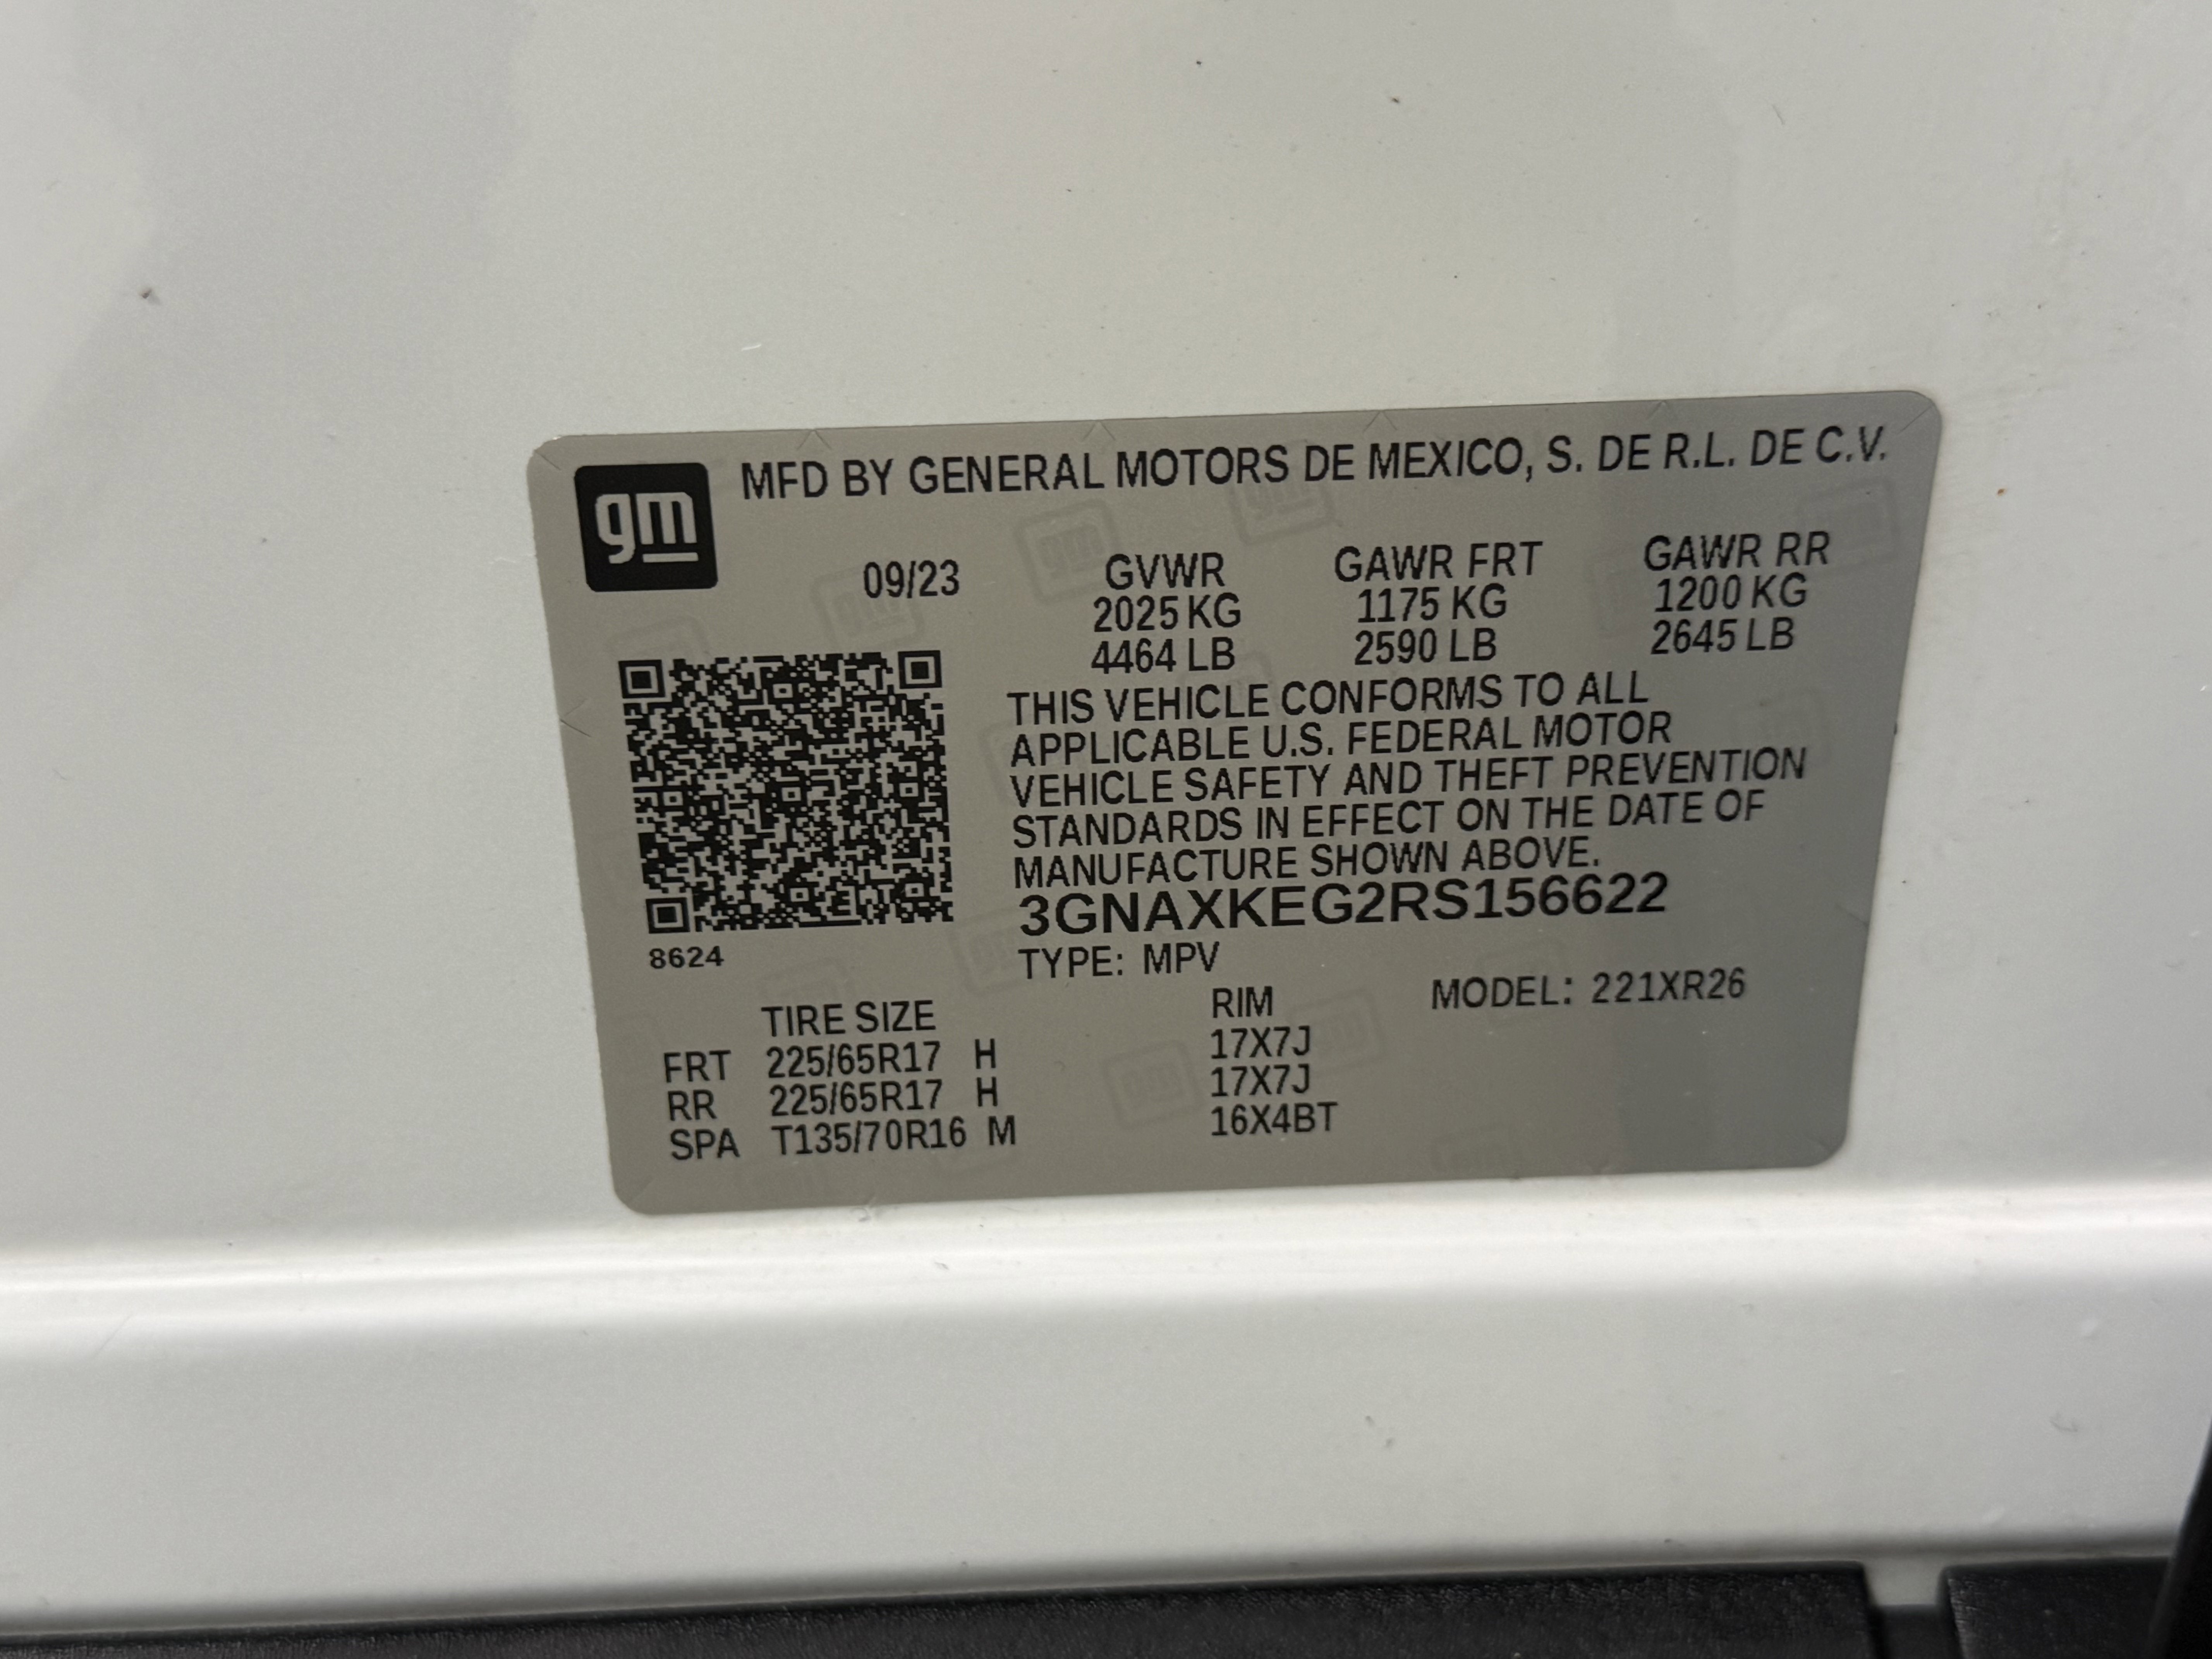 gm
MFD BY GENERAL MOTORS DE MEXICO, S. DE R.L. DE C.V.
09/23 GVWR GAWR FRT GAWR RR
2025 KG 1175 KG 1200 KG
4464 LB 2590 LB 2645 LB
THIS VEHICLE CONFORMS TO ALL
APPLICABLE U.S. FEDERAL MOTOR
VEHICLE SAFETY AND THEFT PREVENTION
STANDARDS IN EFFECT ON THE DATE OF
MANUFACTURE SHOWN ABOVE.
3GNAXKEG2RS156622
8624
TYPE: MPV
TIRE SIZE RIM MODEL: 221XR26
FRT 225/65R17 H 17X7J
RR 225/65R17 H 17X7J
SPA T135/70R16 M 16X4BT